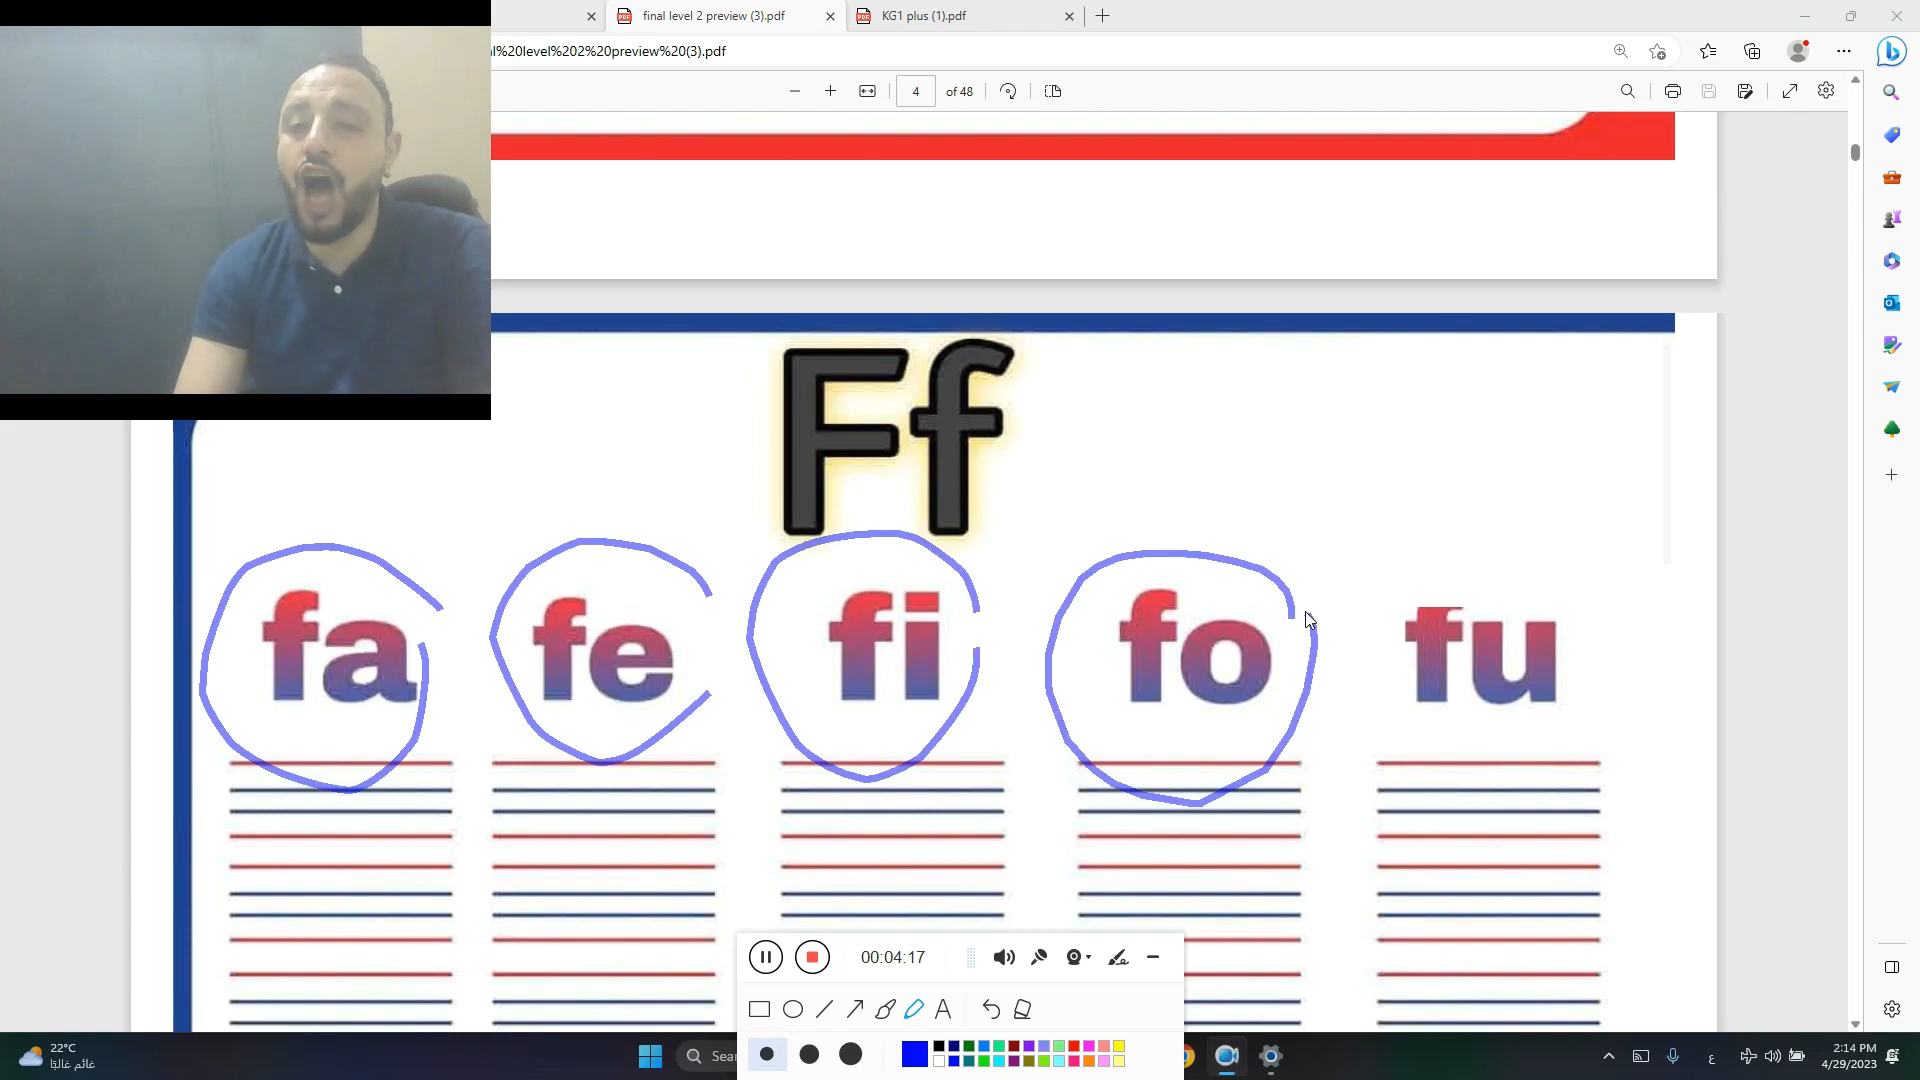 final level 2 preview (3).pdf
KG1 plus (1).pdf
l%20level%202%20preview%20(3).pdf
4 of 48
Ff
fa fe fi fo fu
00:04:17
A
22°C
غائم غالبًا
Sear
ع
2:14 PM
4/29/2023